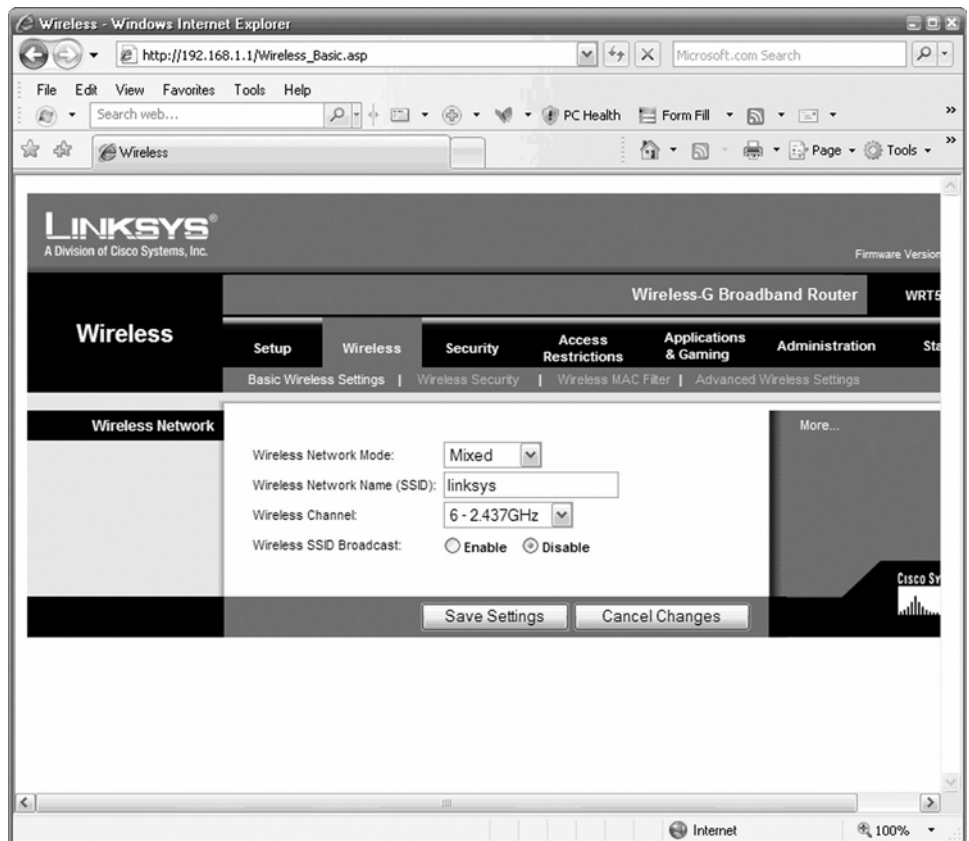 Wireless - Windows Internet Explorer
http://192.168.1.1/Wireless_Basic.asp
Microsoft.com Search
File Edit View Favorites Tools Help
Search web...
PC Health Form Fill
Wireless
Page Tools
LINKSYS®
A Division of Cisco Systems, Inc.
Firmware Version
Wireless-G Broadband Router WRT5
Wireless
Setup Wireless Security Access Restrictions Applications & Gaming Administration Sta
Basic Wireless Settings | Wireless Security | Wireless MAC Filter | Advanced Wireless Settings
Wireless Network
More...
Wireless Network Mode: Mixed
Wireless Network Name (SSID): linksys
Wireless Channel: 6 - 2.437GHz
Wireless SSID Broadcast: Enable Disable
CISCO SY
Save Settings Cancel Changes
Internet 100%